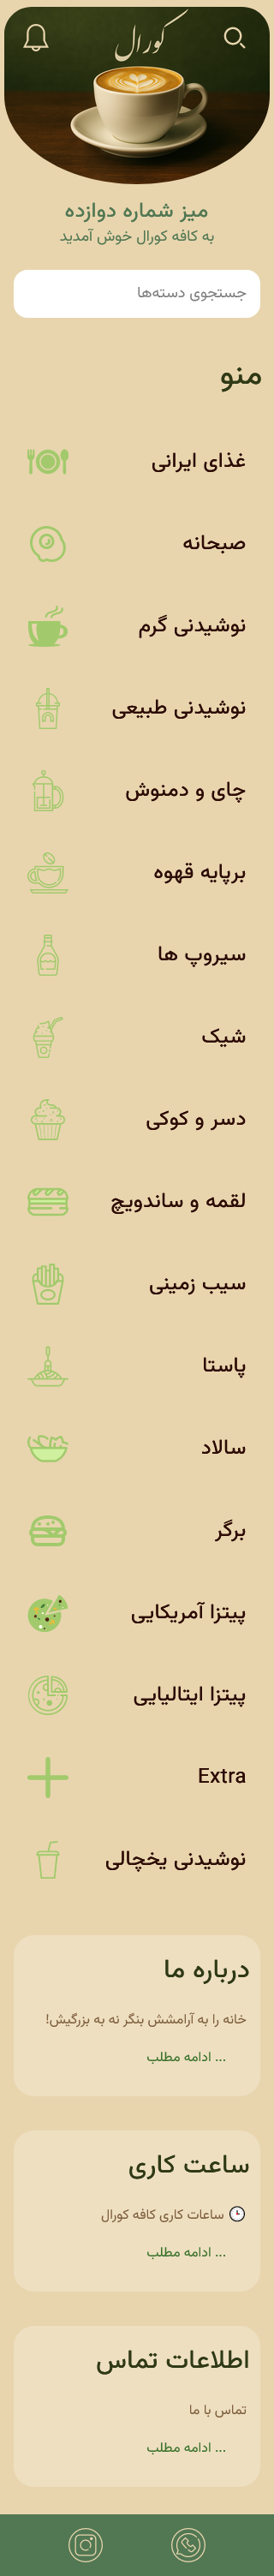 کورال
میز شماره دوازده
به کافه کورال خوش آمدید
جستجوی دسته‌ها
منو
غذای ایرانی
صبحانه
نوشیدنی گرم
نوشیدنی طبیعی
چای و دمنوش
برپایه قهوه
سیروپ ها
شیک
دسر و کوکی
لقمه و ساندویچ
سیب زمینی
پاستا
سالاد
برگر
پیتزا آمریکایی
پیتزا ایتالیایی
Extra
نوشیدنی یخچالی
درباره ما
خانه را به آرامشش بنگر نه به بزرگیش!
... ادامه مطلب
ساعت کاری
ساعات کاری کافه کورال
... ادامه مطلب
اطلاعات تماس
تماس با ما
... ادامه مطلب